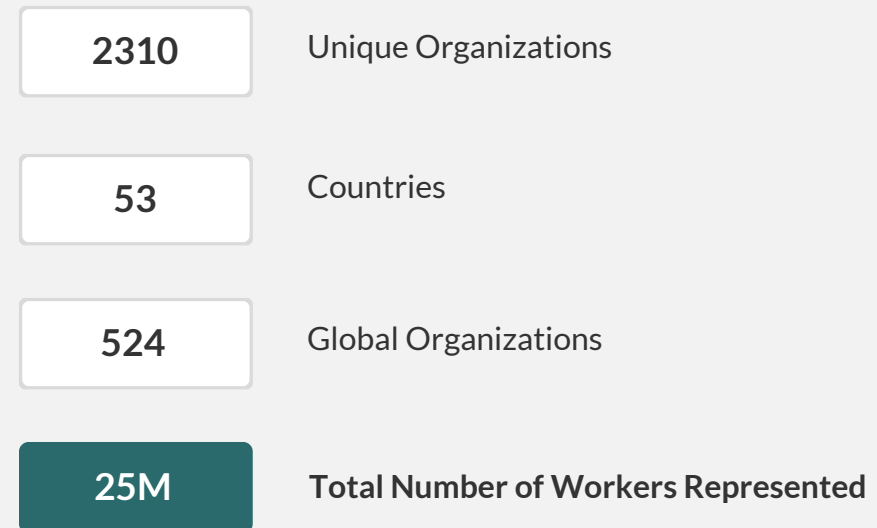 2310 Unique Organizations
53 Countries
524 Global Organizations
25M Total Number of Workers Represented